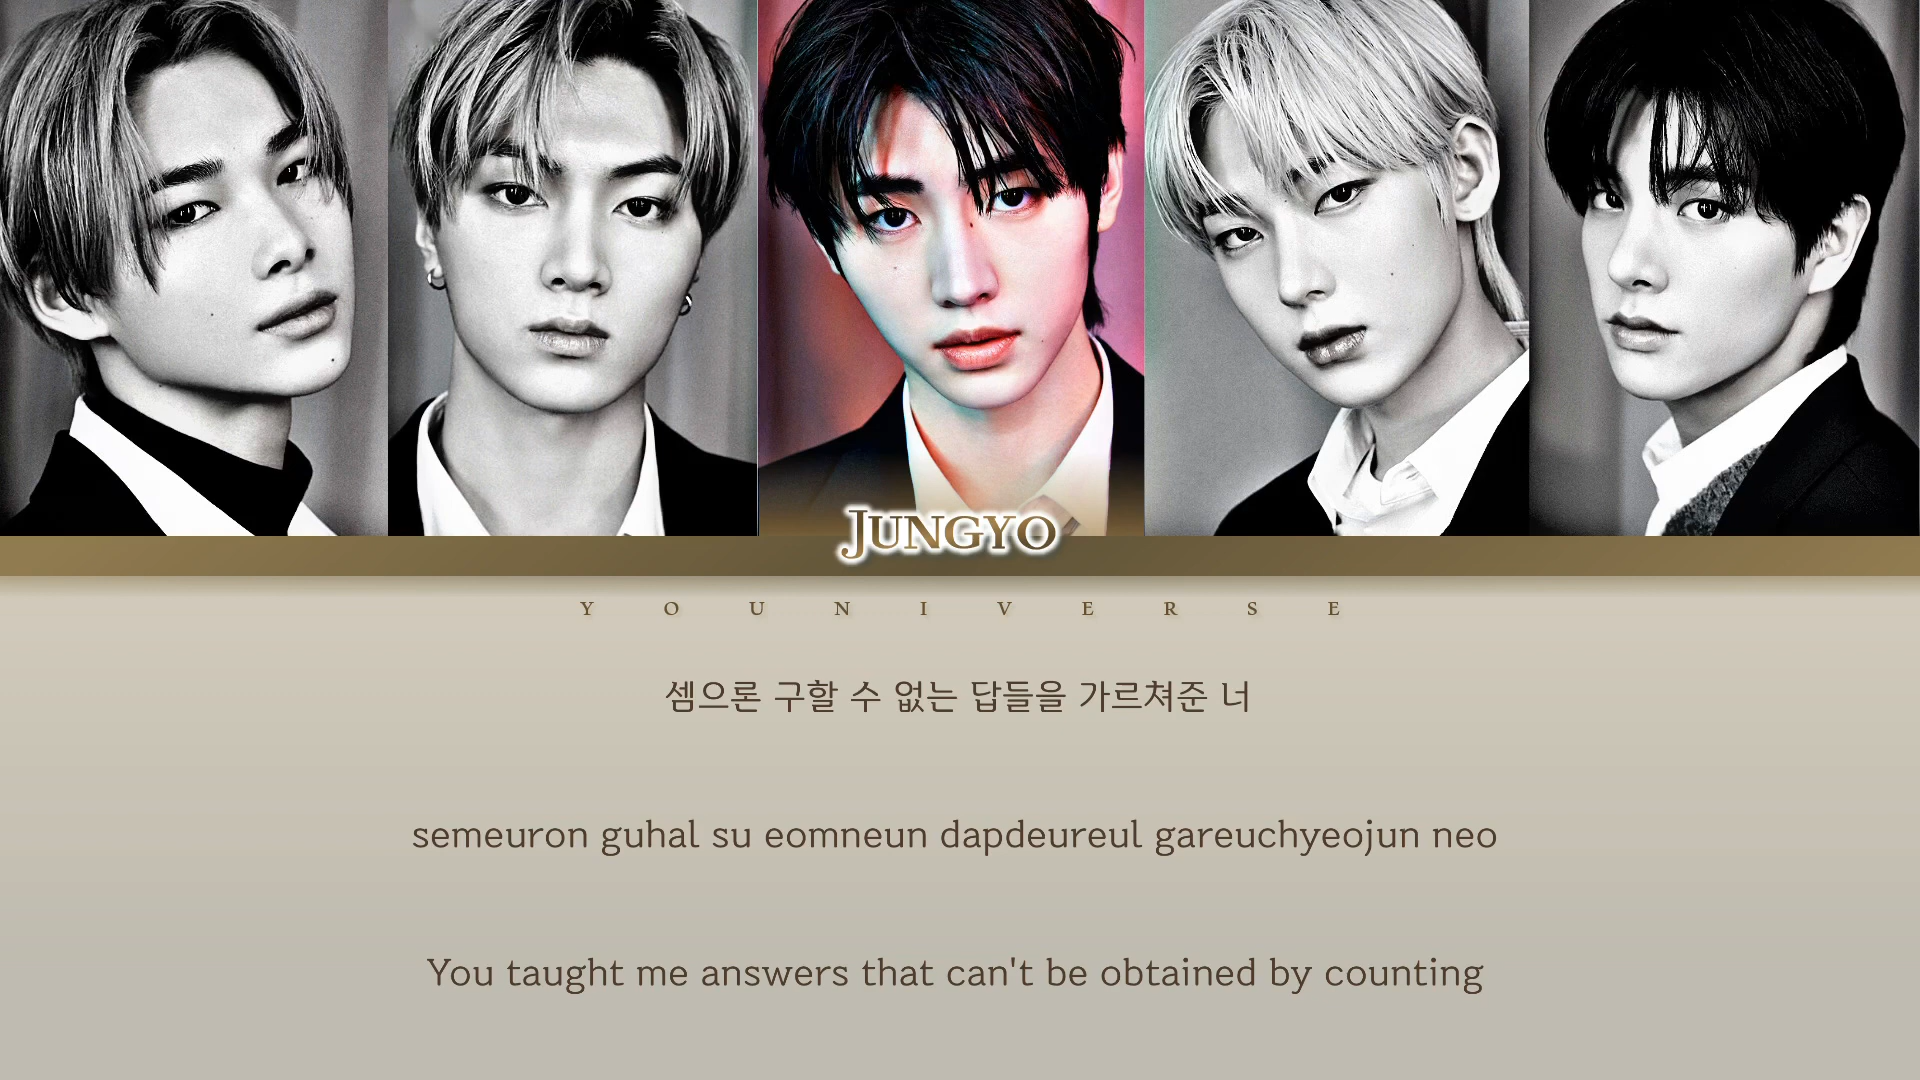 JUNGYO
YOUNIVERSE
셈으론 구할 수 없는 답들을 가르쳐준 너
semeuron guhal su eomneun dapdeureul gareuchyeojun neo
You taught me answers that can't be obtained by counting